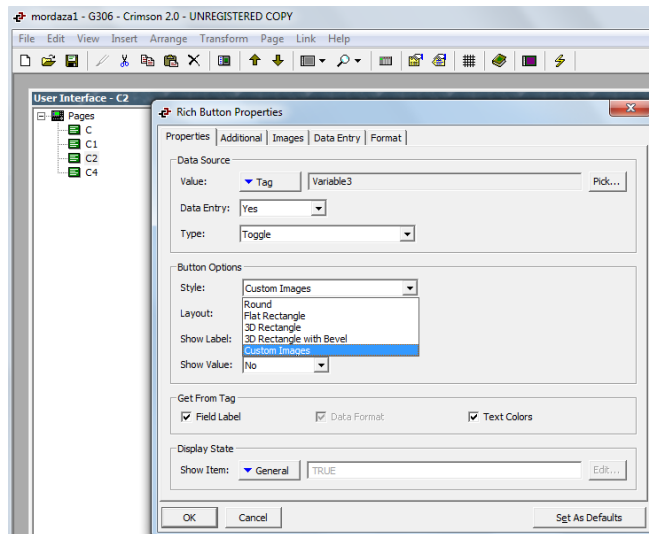 mordaza1 - G306 - Crimson 2.0 - UNREGISTERED COPY
File Edit View Insert Arrange Transform Page Link Help
User Interface - C2
Pages
C
C1
C2
C4
Rich Button Properties
Properties Additional Images Data Entry Format
Data Source
Value: Tag Variable3 Pick...
Data Entry: Yes
Type: Toggle
Button Options
Style: Custom Images
Round
Layout: Flat Rectangle
3D Rectangle
Show Label: 3D Rectangle with Bevel
Custom Images
Show Value: No
Get From Tag
Field Label Data Format Text Colors
Display State
Show Item: General TRUE Edit...
OK Cancel Set As Defaults